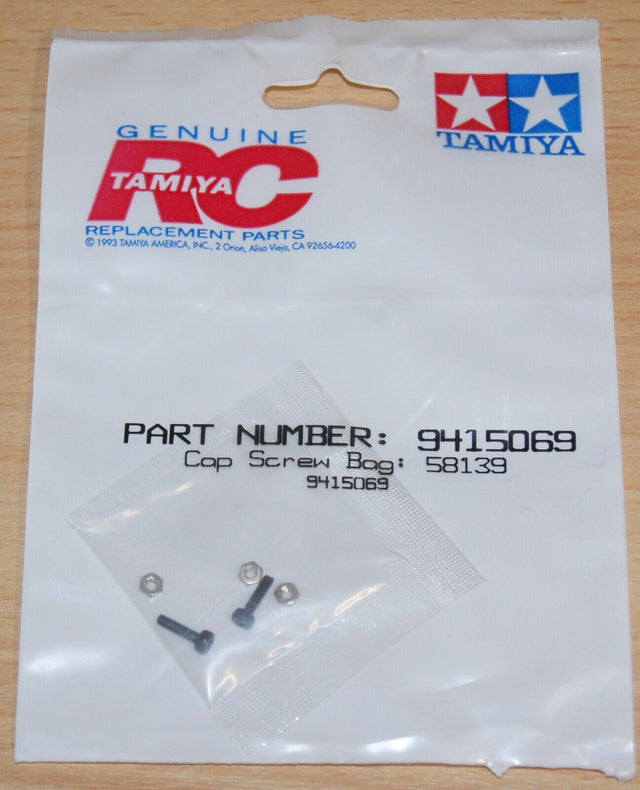 GENUINE
RC
TAMIYA
REPLACEMENT PARTS
© 1993 TAMIYA AMERICA, INC., 2 Orion, Aliso Viejo, CA 92656-4200
TAMIYA
PART NUMBER: 9415069
Cap Screw Bag: 58139
9415069